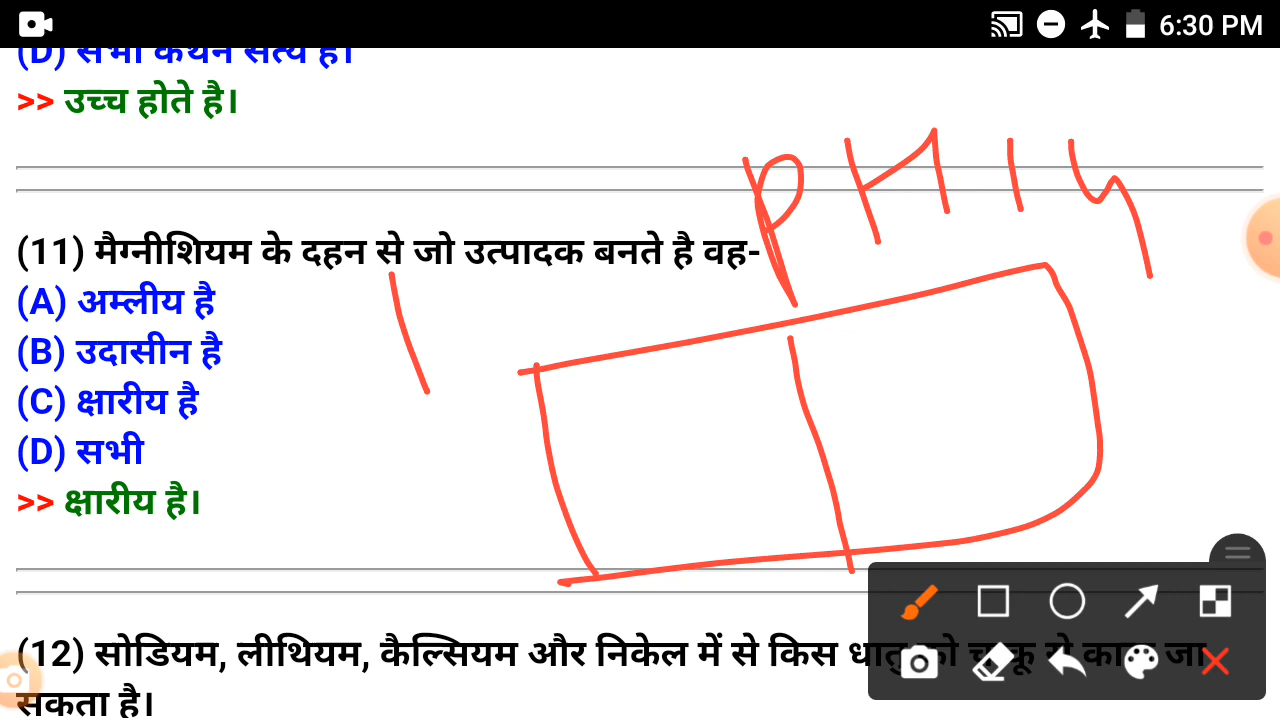 6:30 PM
(D) सभी कथन सत्य है।
>> उच्च होते है।
pH 14
(11) मैग्नीशियम के दहन से जो उत्पादक बनते है वह-
(A) अम्लीय है
(B) उदासीन है
(C) क्षारीय है
(D) सभी
>> क्षारीय है।
(12) सोडियम, लीथियम, कैल्सियम और निकेल में से किस धातु को चाकू से काटा जा
सकता है।